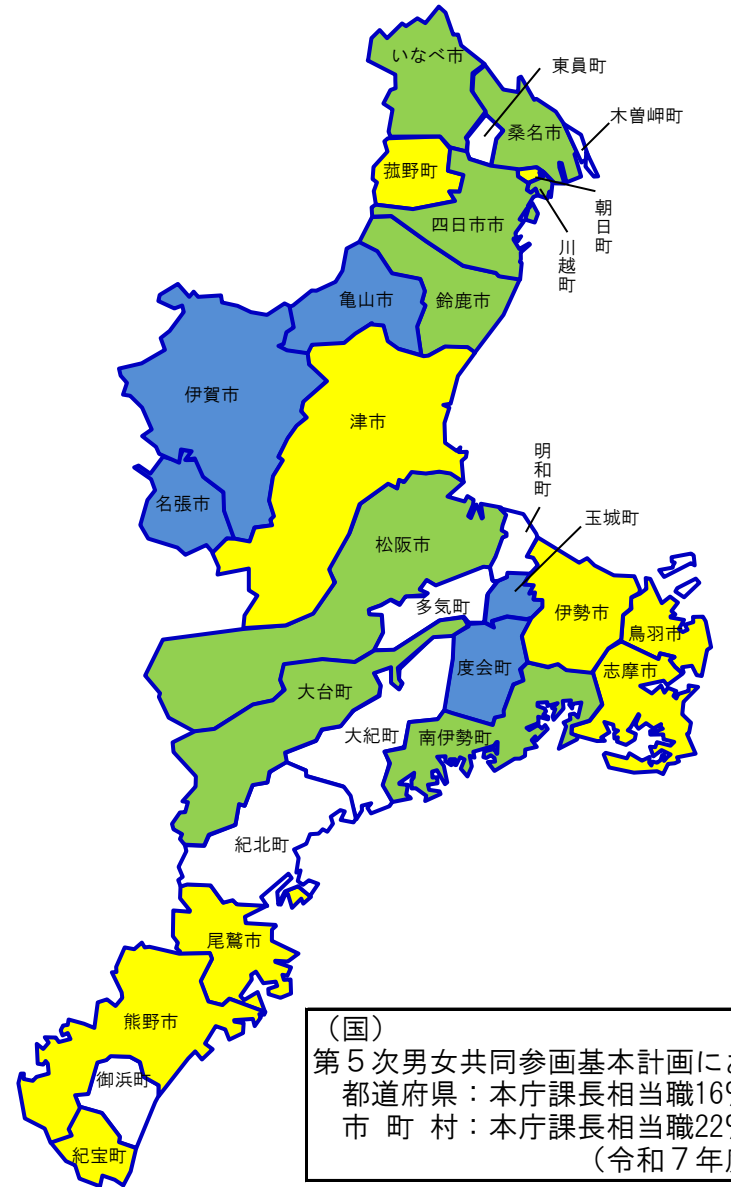 いなべ市
東員町
木曽岬町
桑名市
菰野町
朝日町
四日市市
川越町
亀山市
鈴鹿市
伊賀市
津市
明和町
名張市
玉城町
松阪市
多気町
伊勢市
鳥羽市
度会町
志摩市
大台町
大紀町
南伊勢町
紀北町
尾鷲市
熊野市
御浜町
紀宝町
（国）
第５次男女共同参画基本計画にお
都道府県：本庁課長相当職16%
市 町 村：本庁課長相当職22%
（令和７年度